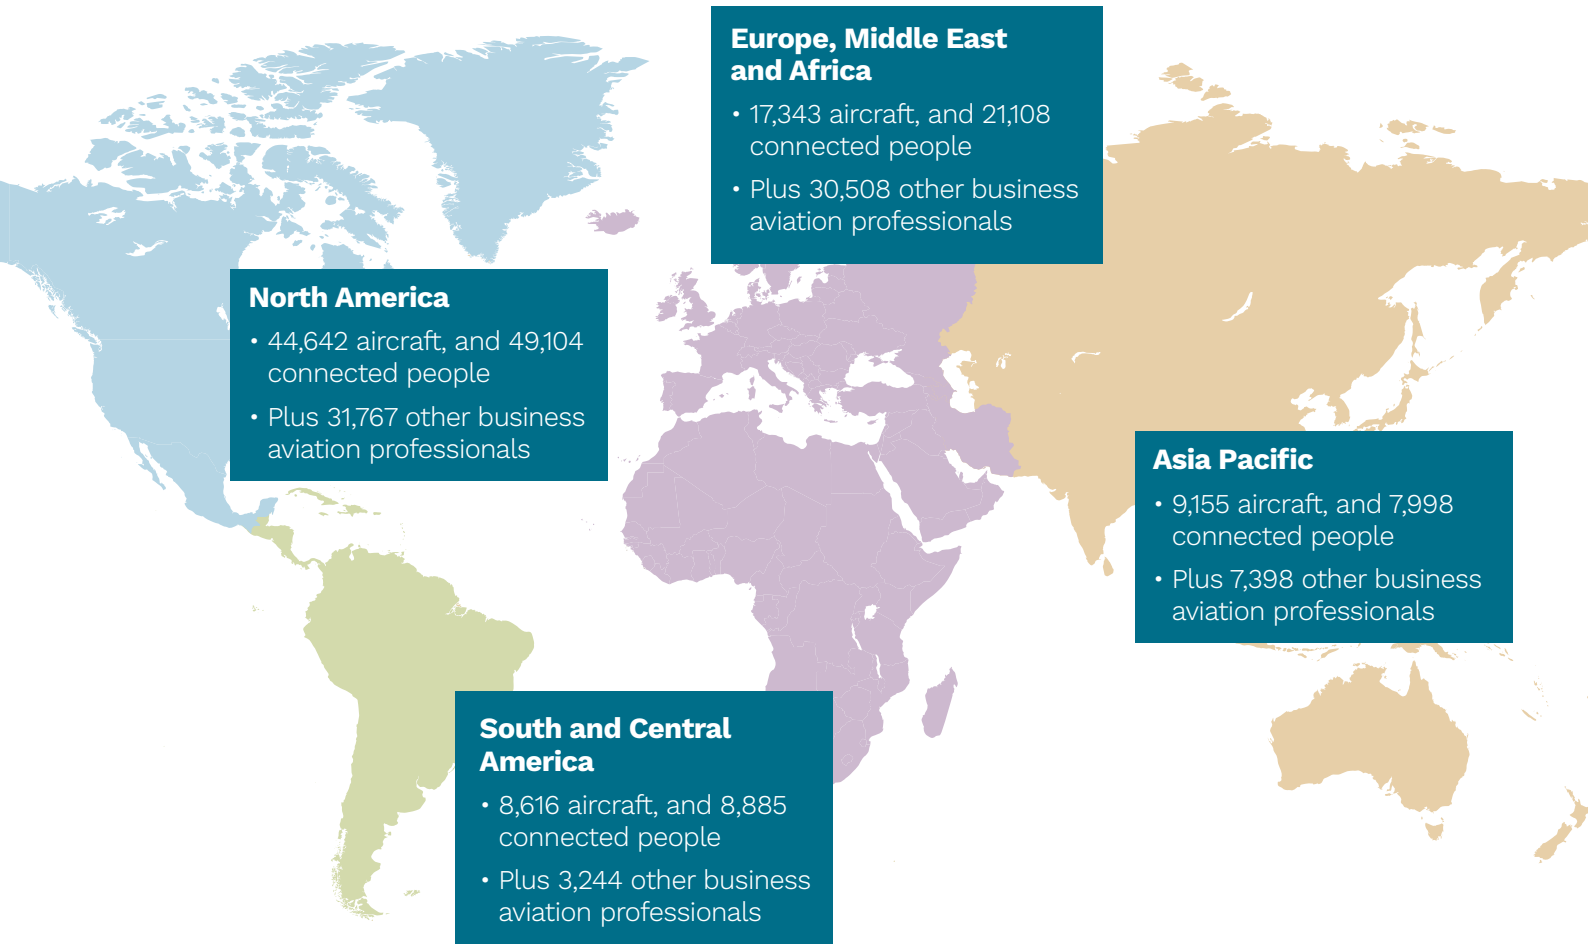 Europe, Middle East
and Africa
• 17,343 aircraft, and 21,108
connected people
• Plus 30,508 other business
aviation professionals
North America
• 44,642 aircraft, and 49,104
connected people
• Plus 31,767 other business
aviation professionals
Asia Pacific
• 9,155 aircraft, and 7,998
connected people
• Plus 7,398 other business
aviation professionals
South and Central
America
• 8,616 aircraft, and 8,885
connected people
• Plus 3,244 other business
aviation professionals